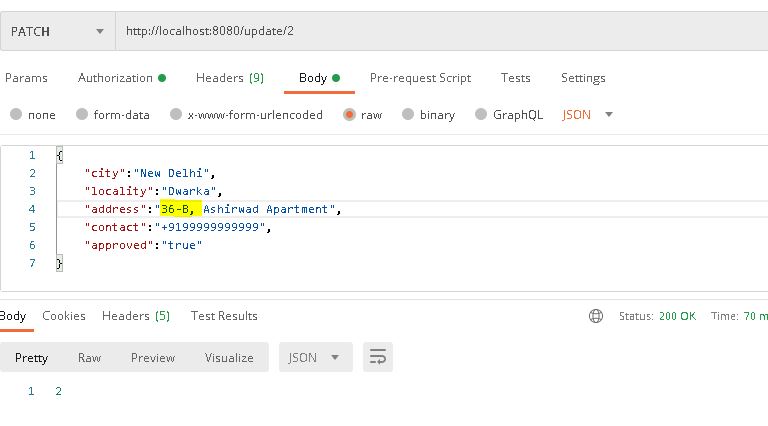 PATCH http://localhost:8080/update/2
Params Authorization Headers (9) Body Pre-request Script Tests Settings
none form-data x-www-form-urlencoded raw binary GraphQL JSON
1 {
2 "city":"New Delhi",
3 "locality":"Dwarka",
4 "address":"36-B, Ashirwad Apartment",
5 "contact":"+9199999999999",
6 "approved":"true"
7 }
Body Cookies Headers (5) Test Results Status: 200 OK Time: 70 m
Pretty Raw Preview Visualize JSON
1 2